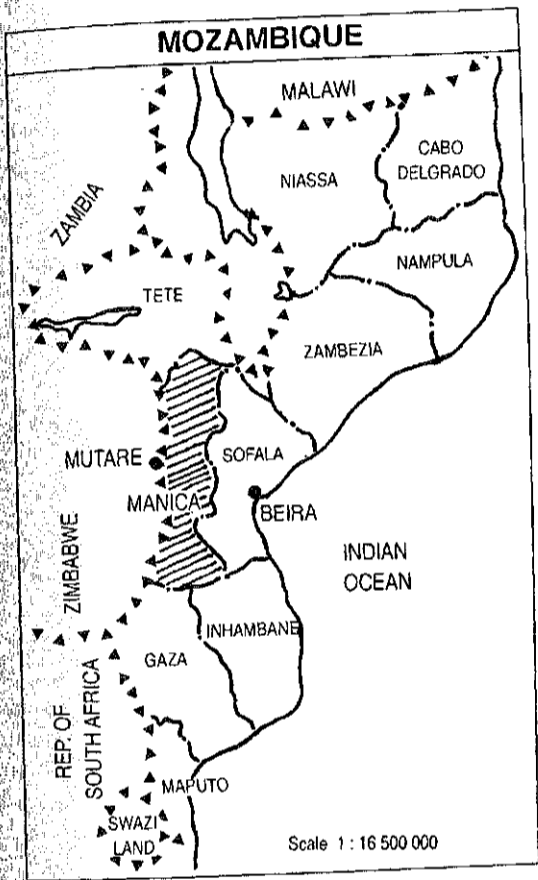 MOZAMBIQUE
MALAWI
CABO
DELGRADO
NIASSA
ZAMBIA
NAMPULA
TETE
ZAMBEZIA
MUTARE
SOFALA
MANICA
BEIRA
ZIMBABWE
INDIAN
OCEAN
INHAMBANE
GAZA
REP. OF
SOUTH AFRICA
MAPUTO
SWAZI
LAND
Scale 1 : 16 500 000